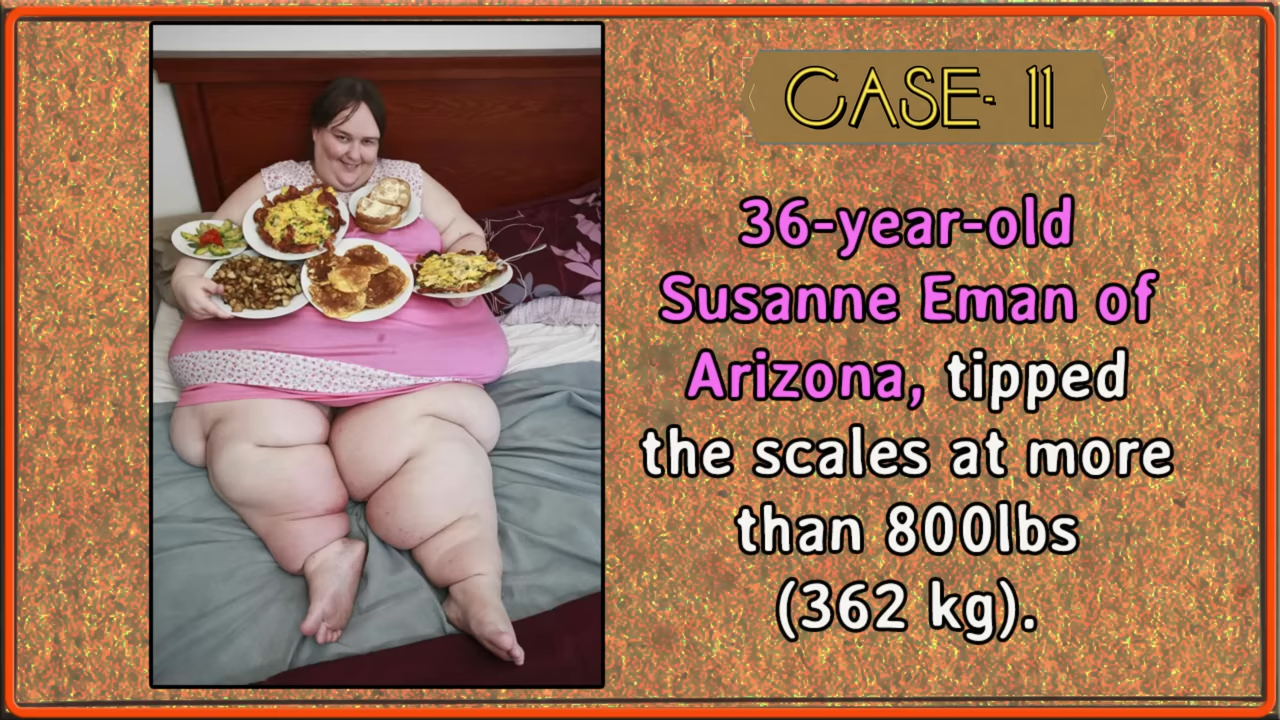 CASE- 11
36-year-old
Susanne Eman of
Arizona, tipped
the scales at more
than 800lbs
(362 kg).